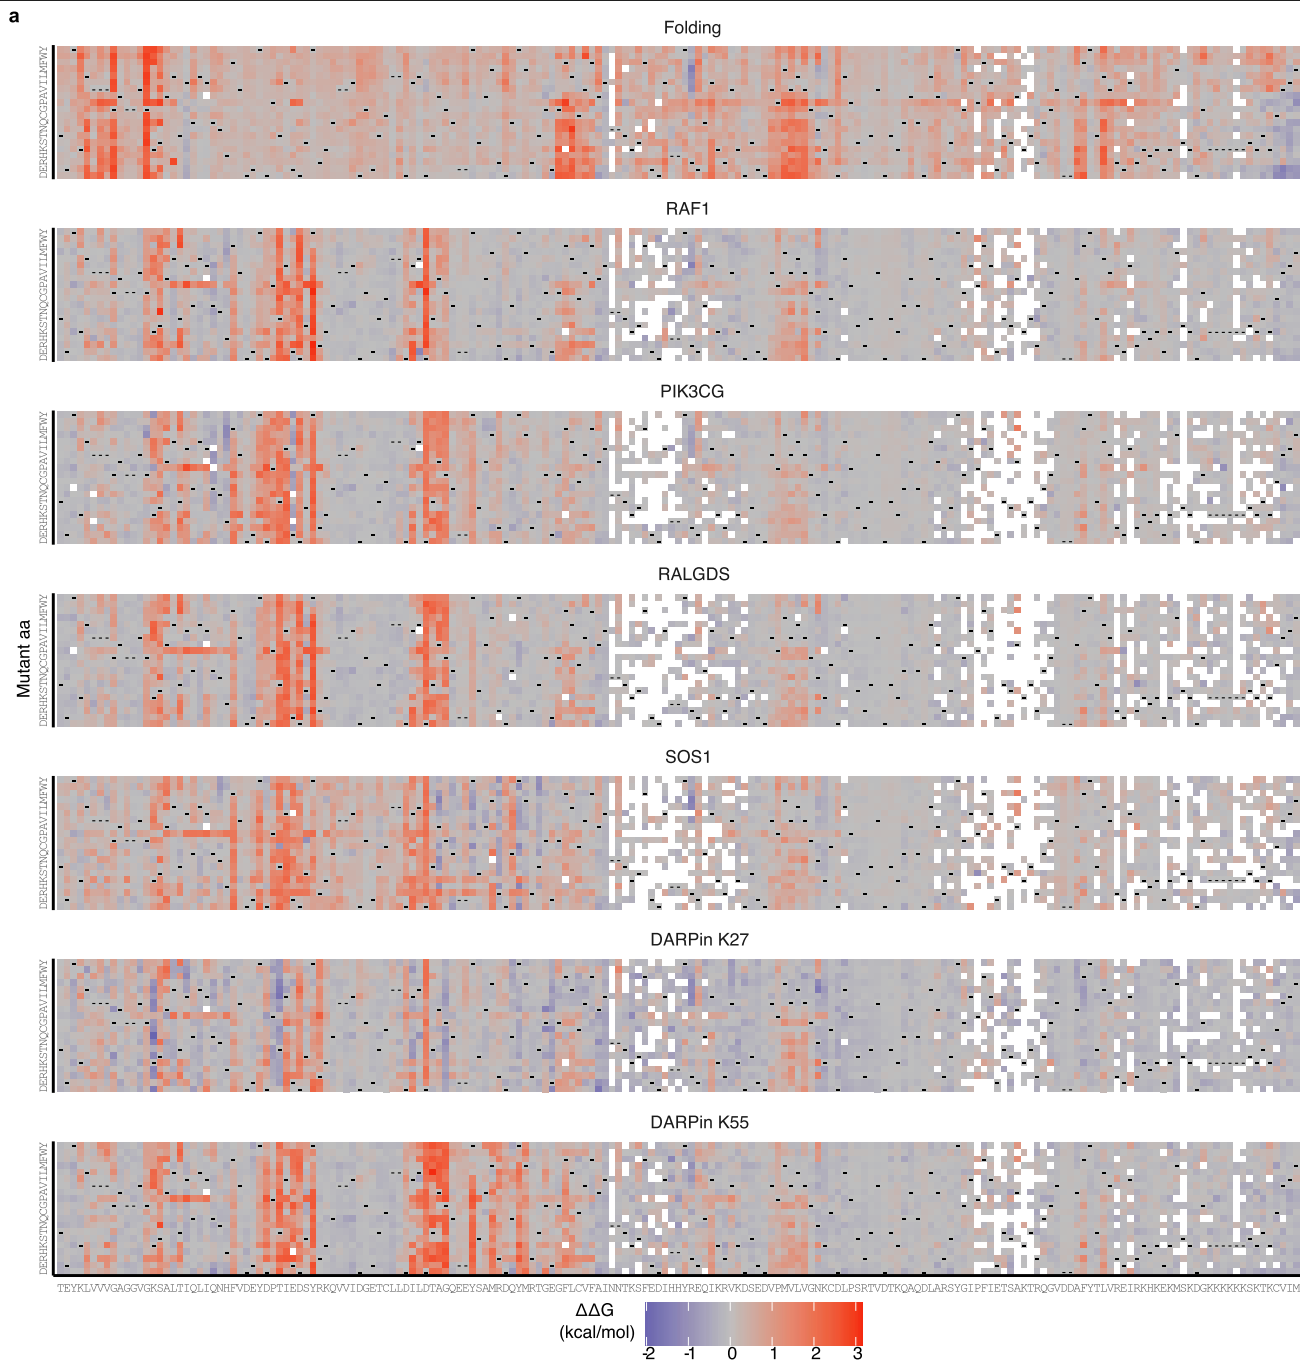 a
Folding
DERHKSTNQCGPAVILMFWY
RAF1
DERHKSTNQCGPAVILMFWY
PIK3CG
DERHKSTNQCGPAVILMFWY
RALGDS
DERHKSTNQCGPAVILMFWY
Mutant aa
SOS1
DERHKSTNQCGPAVILMFWY
DARPin K27
DERHKSTNQCGPAVILMFWY
DARPin K55
DERHKSTNQCGPAVILMFWY
TEYKLVVVGAGGVGKSALTIQLIQNHFVDEYDPTIEDSYRKQVVIDGETCLLDILDTAGQEEYSAMRDQYMRTGEGFLCVFAINNTKSFEDIHHYREQIKRVKDSEDVPMVLVGNKCDLPSRTVDTKQAQDLARSYGIPFIETSAKTRQGVDDAFYTLVREIRKHKEKMSKDGKKKKKKSKTKCVIM
ΔΔG
(kcal/mol)
-2 -1 0 1 2 3